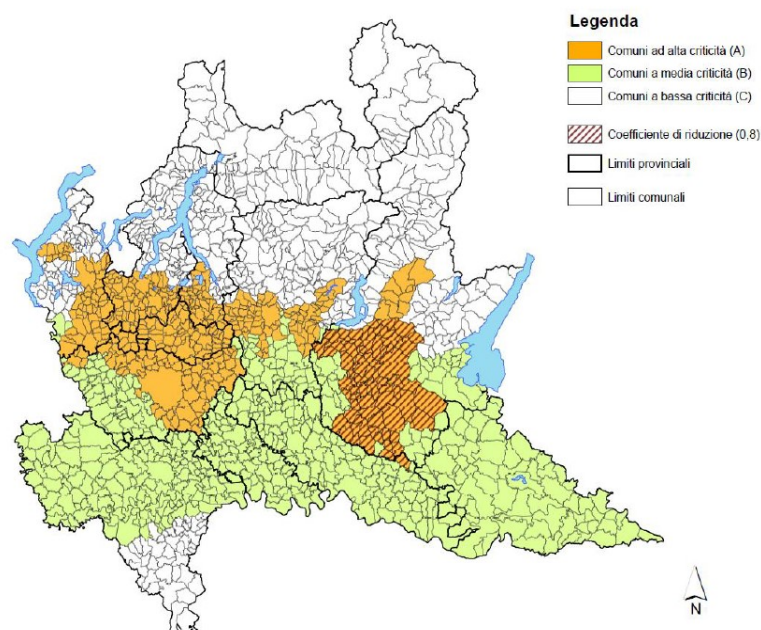 Legenda
Comuni ad alta criticità (A)
Comuni a media criticità (B)
Comuni a bassa criticità (C)
Coefficiente di riduzione (0,8)
Limiti provinciali
Limiti comunali
N